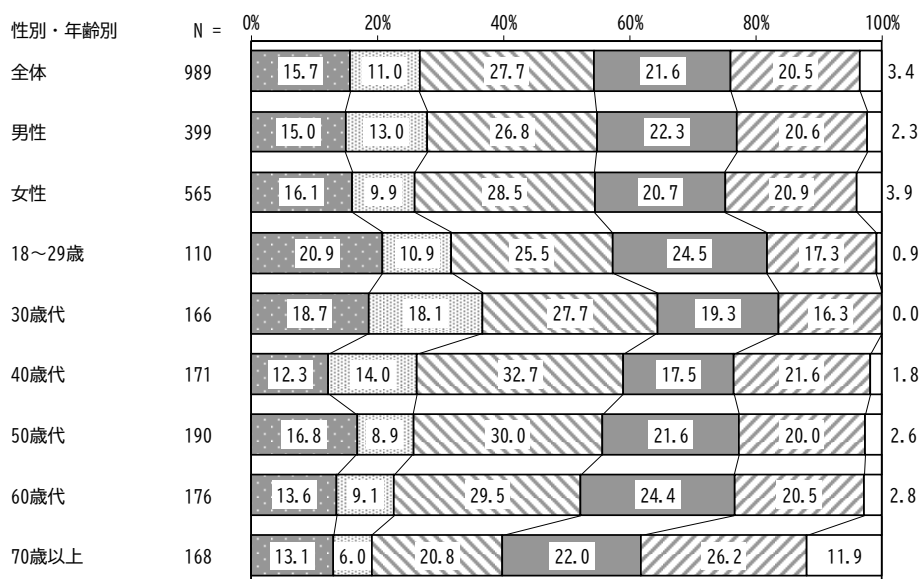 性別・年齢別 N = 0% 20% 40% 60% 80% 100%
全体 989 15.7 11.0 27.7 21.6 20.5 3.4
男性 399 15.0 13.0 26.8 22.3 20.6 2.3
女性 565 16.1 9.9 28.5 20.7 20.9 3.9
18～29歳 110 20.9 10.9 25.5 24.5 17.3 0.9
30歳代 166 18.7 18.1 27.7 19.3 16.3 0.0
40歳代 171 12.3 14.0 32.7 17.5 21.6 1.8
50歳代 190 16.8 8.9 30.0 21.6 20.0 2.6
60歳代 176 13.6 9.1 29.5 24.4 20.5 2.8
70歳以上 168 13.1 6.0 20.8 22.0 26.2 11.9